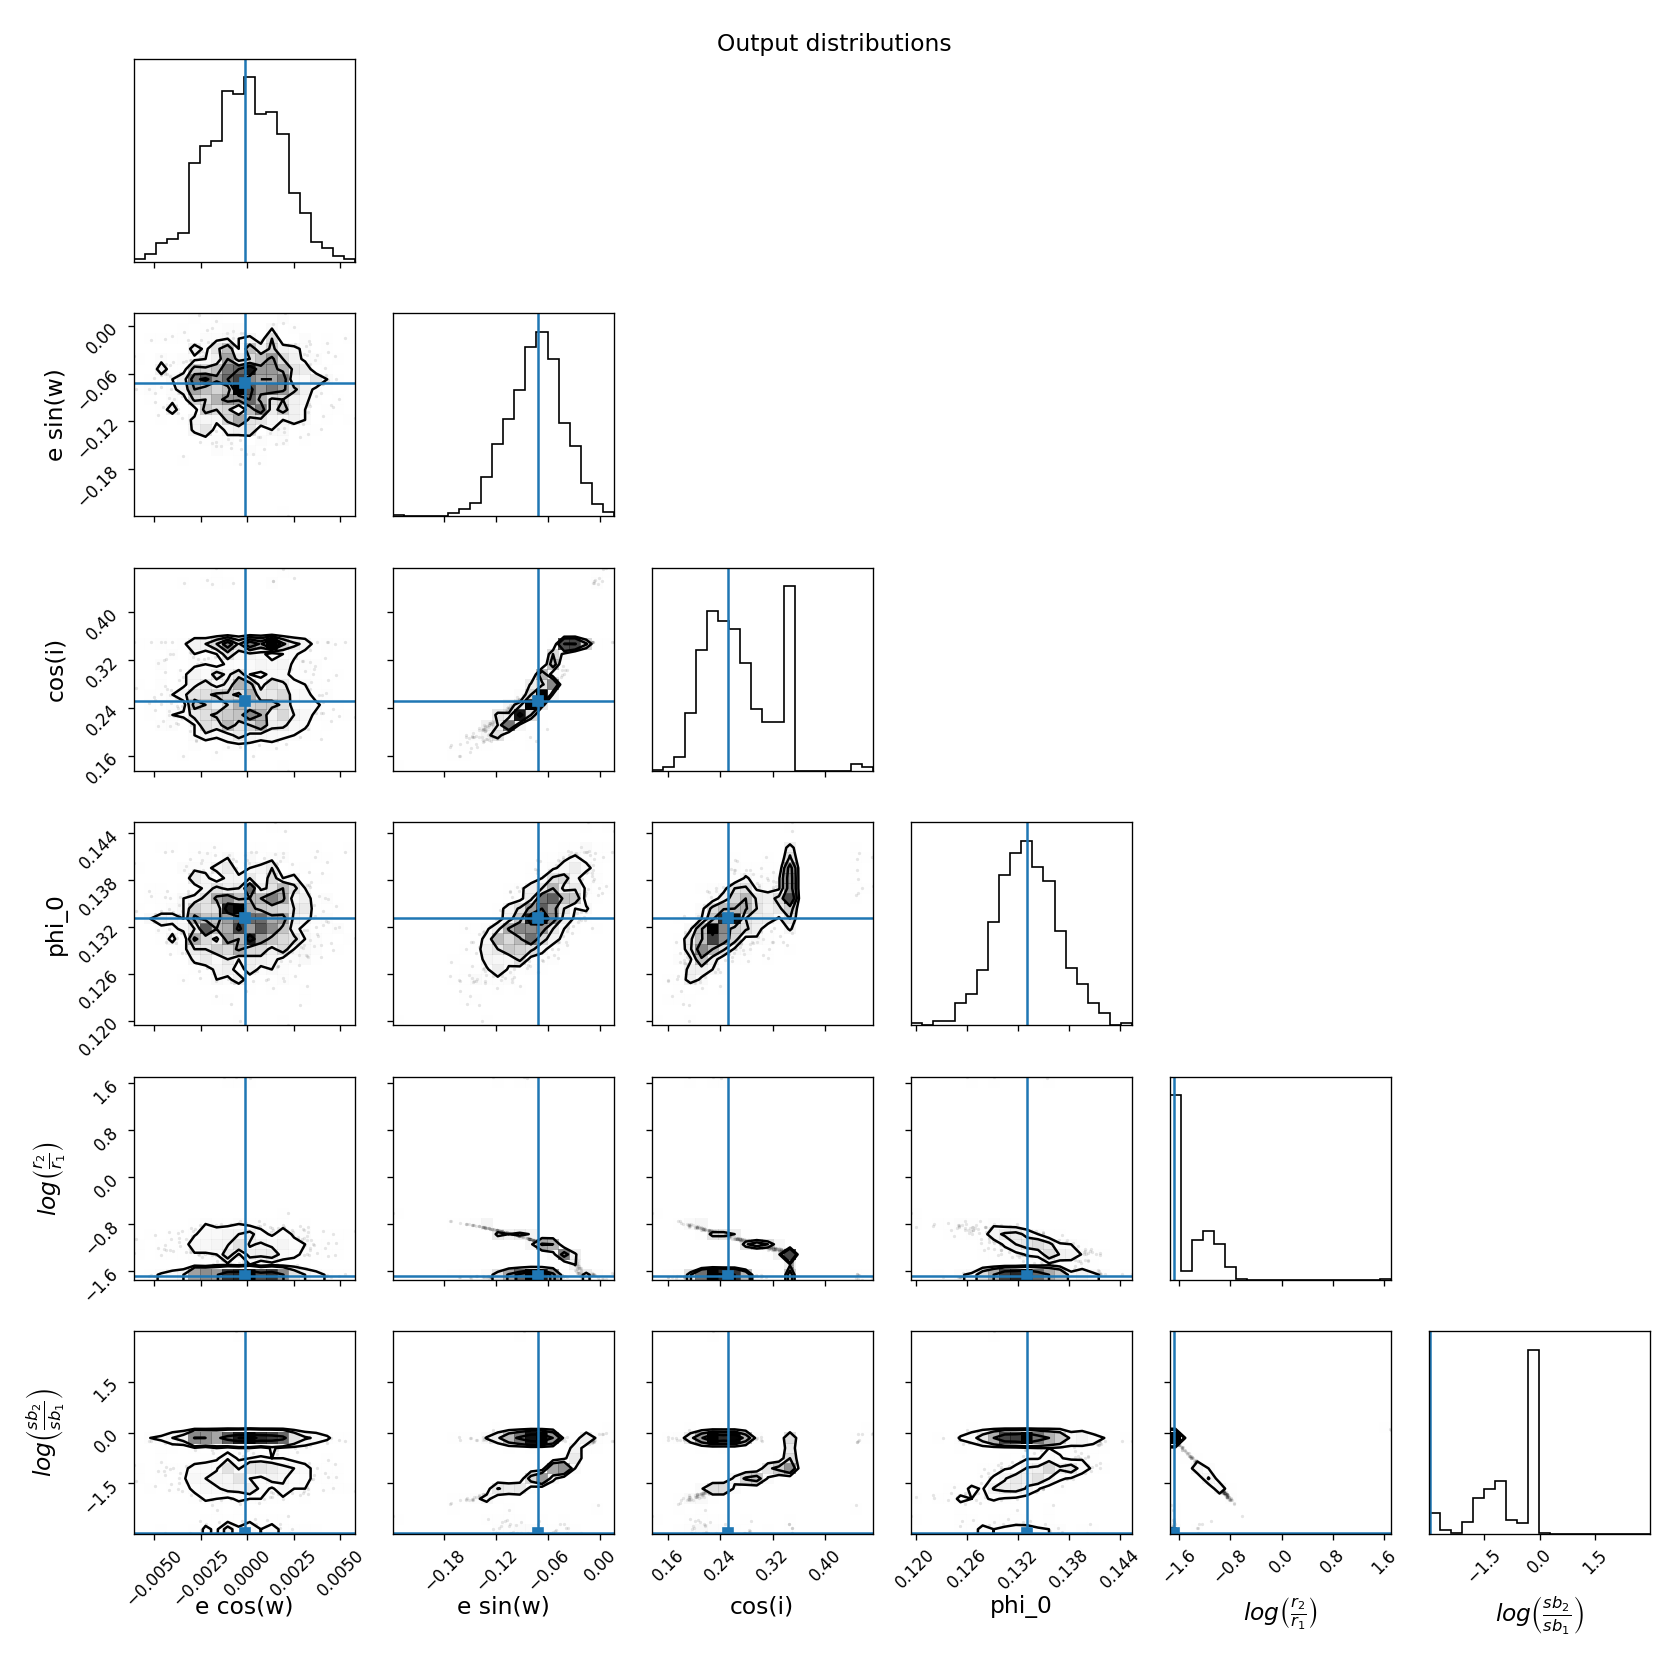 Output distributions
0.00
−0.06
−0.12
−0.18
e sin(w)
0.40
0.32
0.24
0.16
cos(i)
0.144
0.138
0.132
0.126
0.120
phi_0
1.6
0.8
0.0
−0.8
−1.6
log(r2/r1)
1.5
0.0
−1.5
log(sb2/sb1)
−0.0050 −0.0025 0.0000 0.0025 0.0050
e cos(w)
−0.18 −0.12 −0.06 0.00
e sin(w)
0.16 0.24 0.32 0.40
cos(i)
0.120 0.126 0.132 0.138 0.144
phi_0
−1.6 −0.8 0.0 0.8 1.6
log(r2/r1)
−1.5 0.0 1.5
log(sb2/sb1)